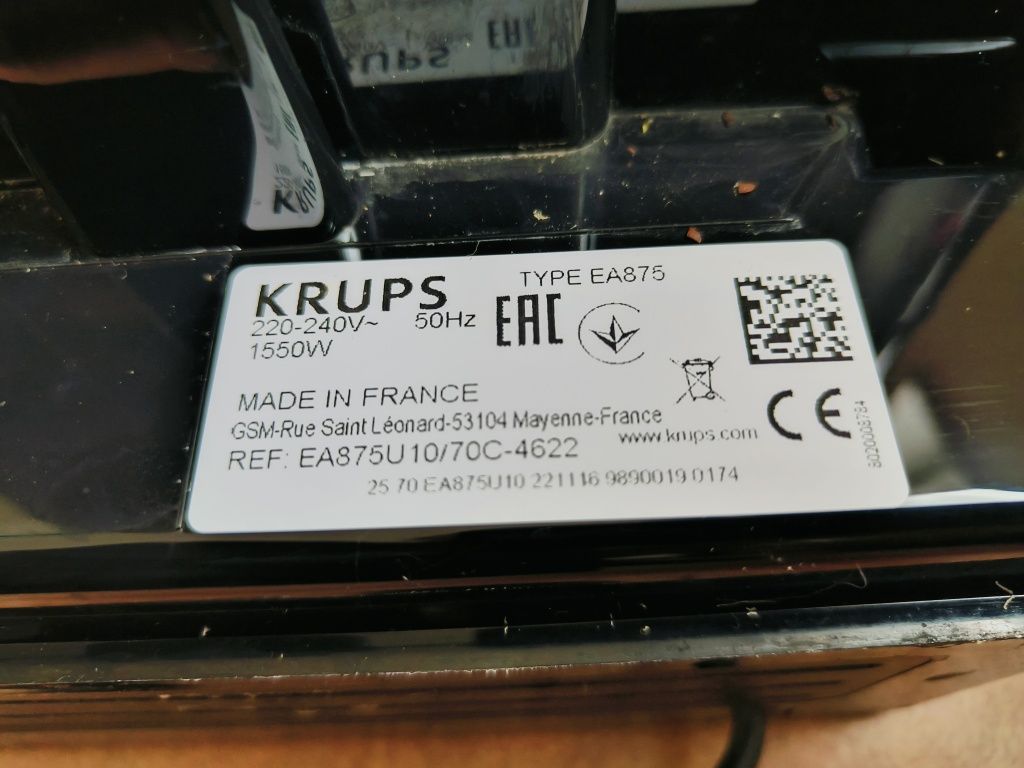 KRUPS
TYPE EA875
220-240V~ 50Hz
1550W
EAC
MADE IN FRANCE
GSM-Rue Saint Léonard-53104 Mayenne-France
www.krups.com
REF: EA875U10/70C-4622
CE
8020008784
25 70 EA875U10 221116 9890019 0174